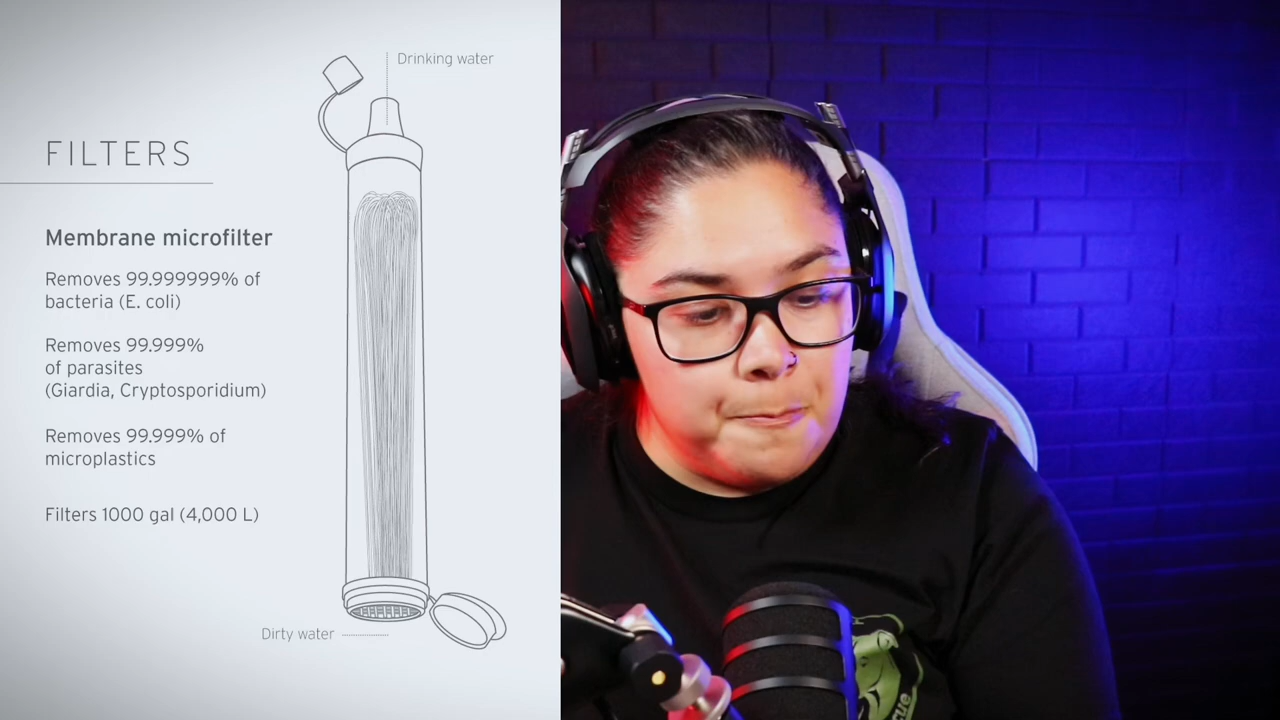 Drinking water
FILTERS
Membrane microfilter
Removes 99.999999% of
bacteria (E. coli)
Removes 99.999%
of parasites
(Giardia, Cryptosporidium)
Removes 99.999% of
microplastics
Filters 1000 gal (4,000 L)
Dirty water